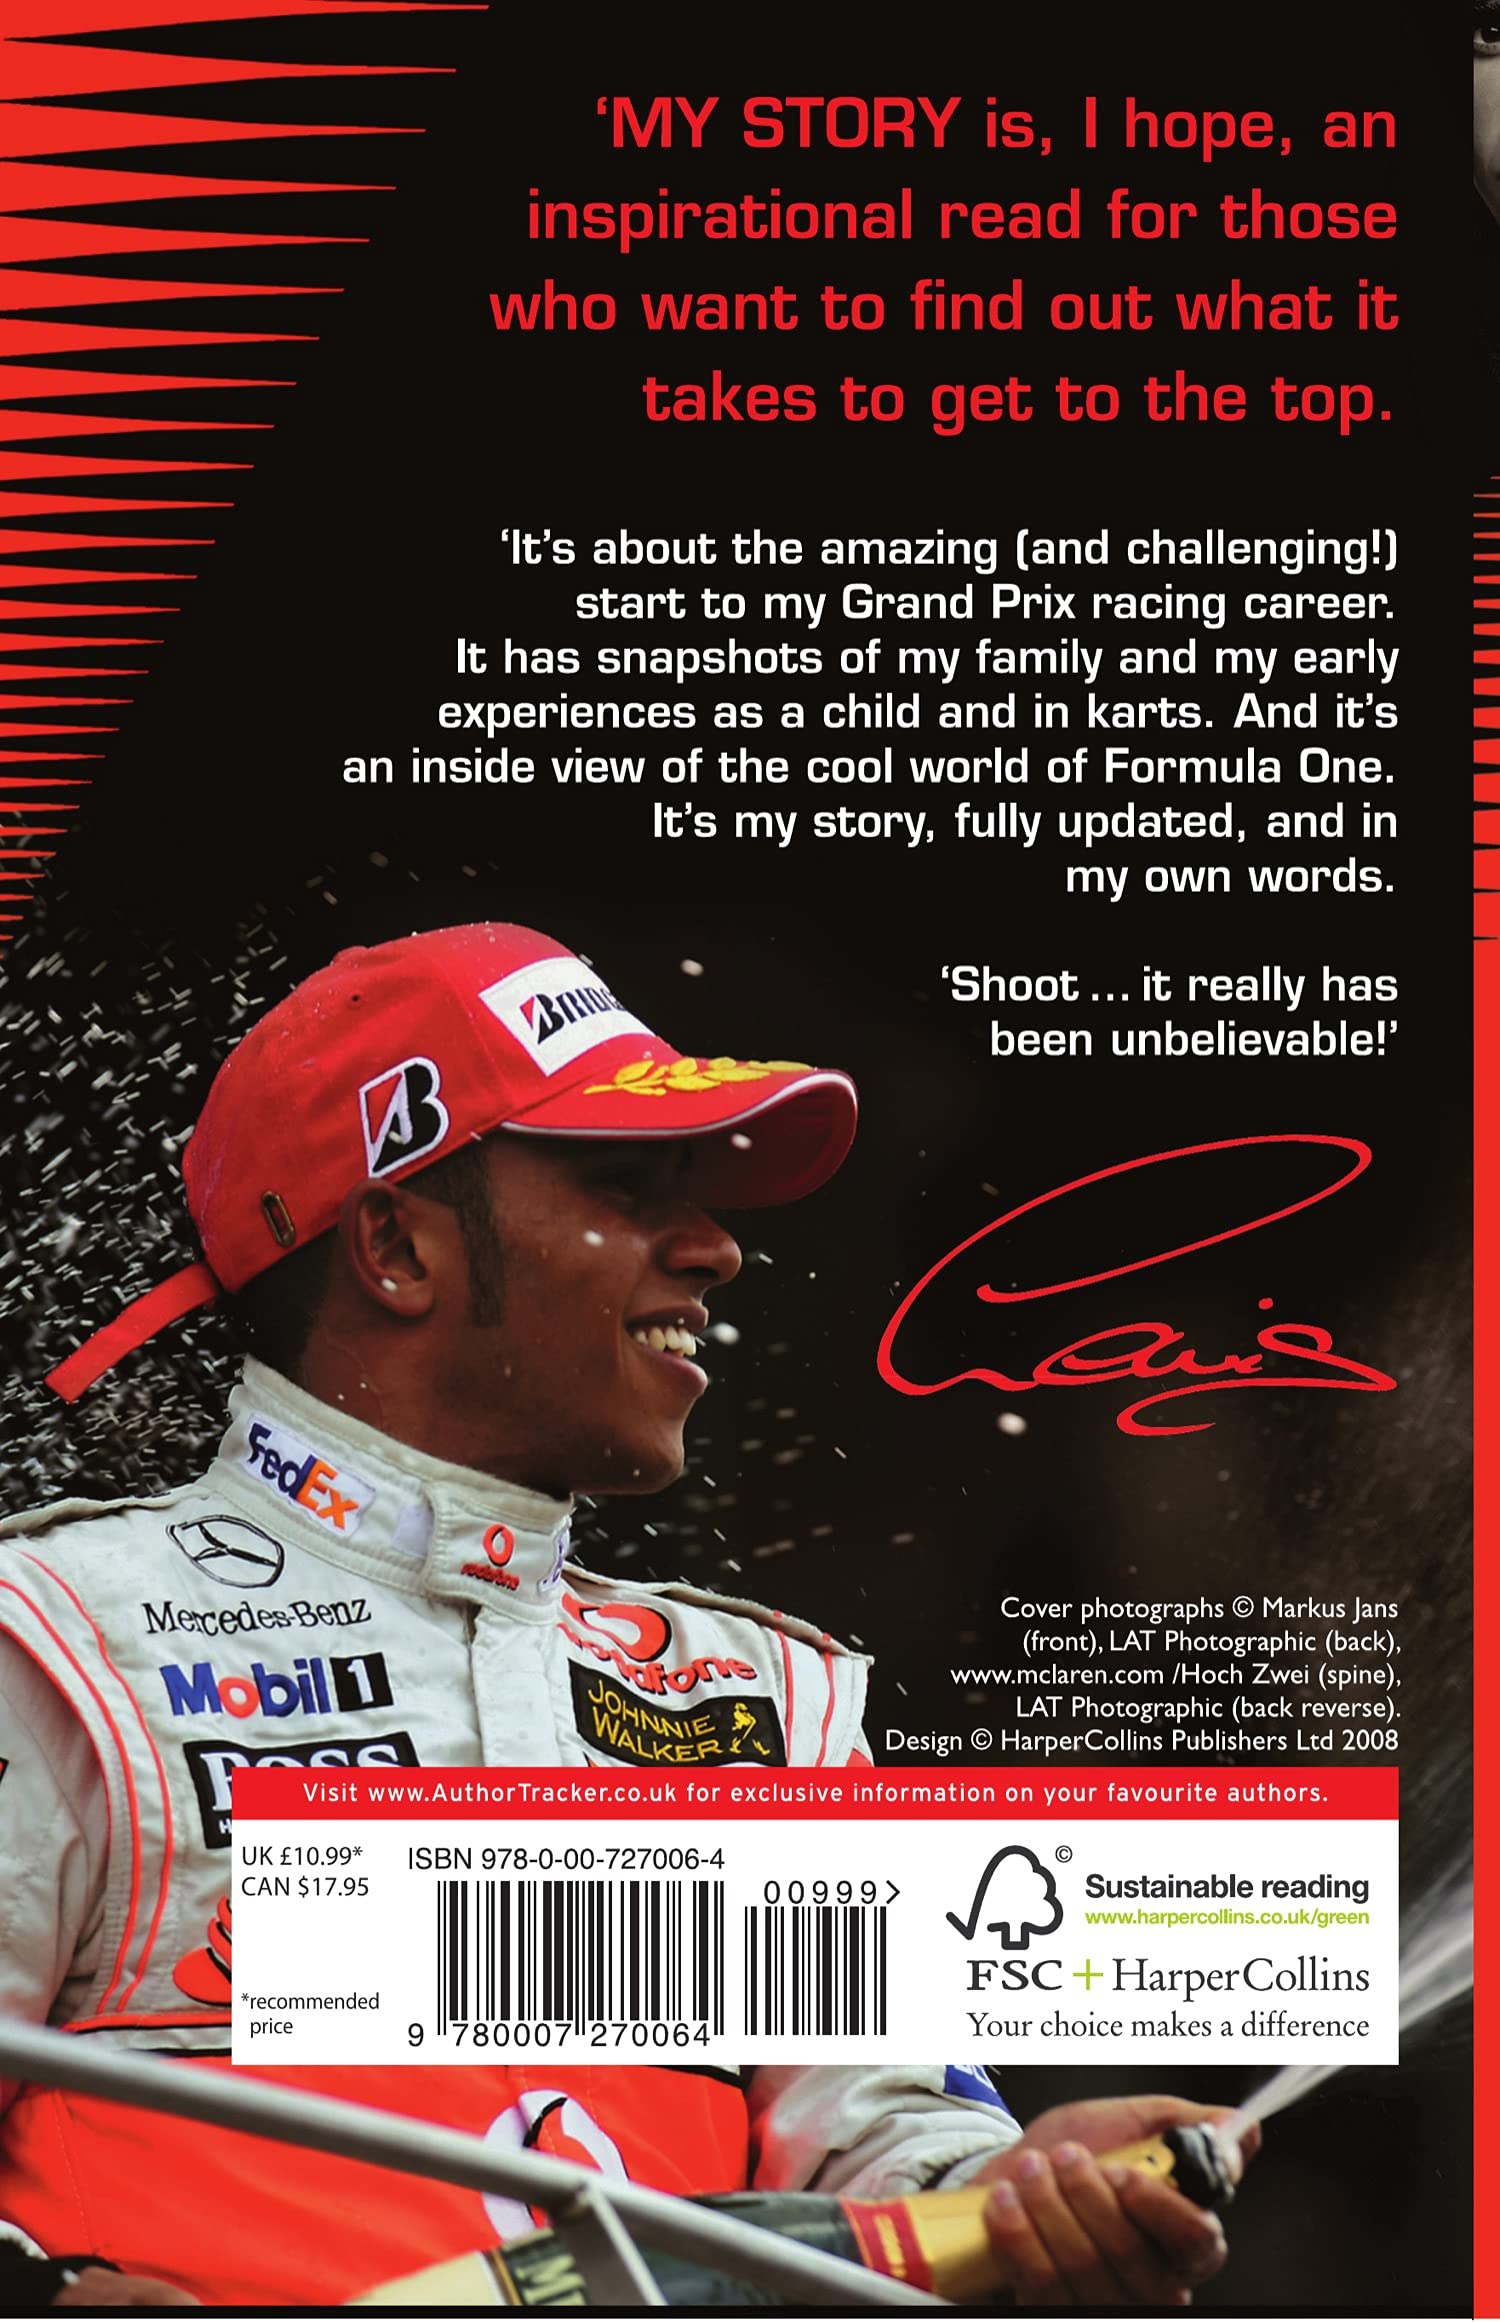 ‘MY STORY is, I hope, an
inspirational read for those
who want to find out what it
takes to get to the top.
‘It’s about the amazing (and challenging!)
start to my Grand Prix racing career.
It has snapshots of my family and my early
experiences as a child and in karts. And it’s
an inside view of the cool world of Formula One.
It’s my story, fully updated, and in
my own words.
‘Shoot ... it really has
been unbelievable!’
B
FedEx
vodafone
Mercedes-Benz
Mobil 1
vodafone
JOHNNIE
WALKER
BOSS
Cover photographs © Markus Jans
(front), LAT Photographic (back),
www.mclaren.com /Hoch Zwei (spine),
LAT Photographic (back reverse).
Design © HarperCollins Publishers Ltd 2008
Visit www.AuthorTracker.co.uk for exclusive information on your favourite authors.
UK £10.99*
CAN $17.95
*recommended
price
ISBN 978-0-00-727006-4
00999>
9 780007 270064
©
Sustainable reading
www.harpercollins.co.uk/green
FSC + HarperCollins
Your choice makes a difference